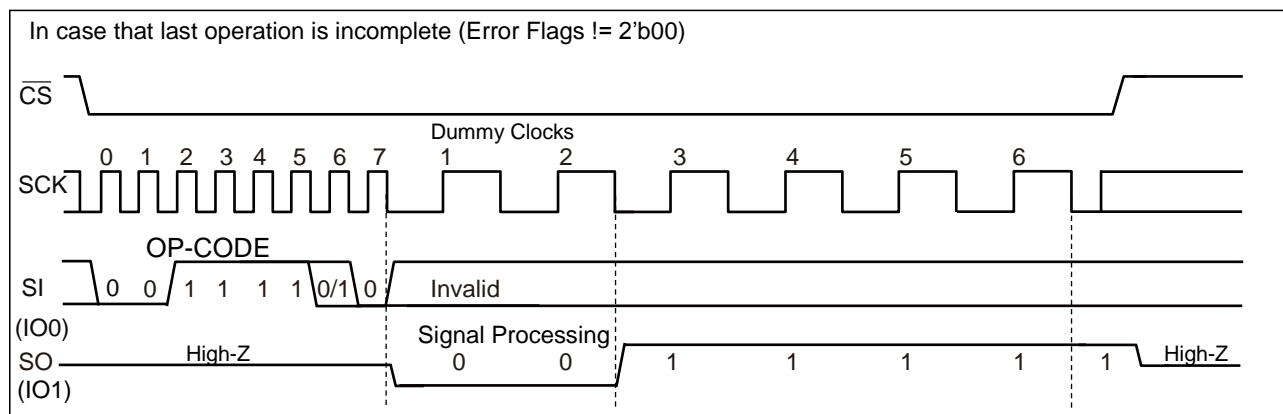 In case that last operation is incomplete (Error Flags != 2'b00)
CS
Dummy Clocks
0 1 2 3 4 5 6 7 1 2 3 4 5 6
SCK
OP-CODE
SI 0 0 1 1 1 1 0/1 0 Invalid
(IO0)
Signal Processing
SO High-Z 0 0 1 1 1 1 1 High-Z
(IO1)